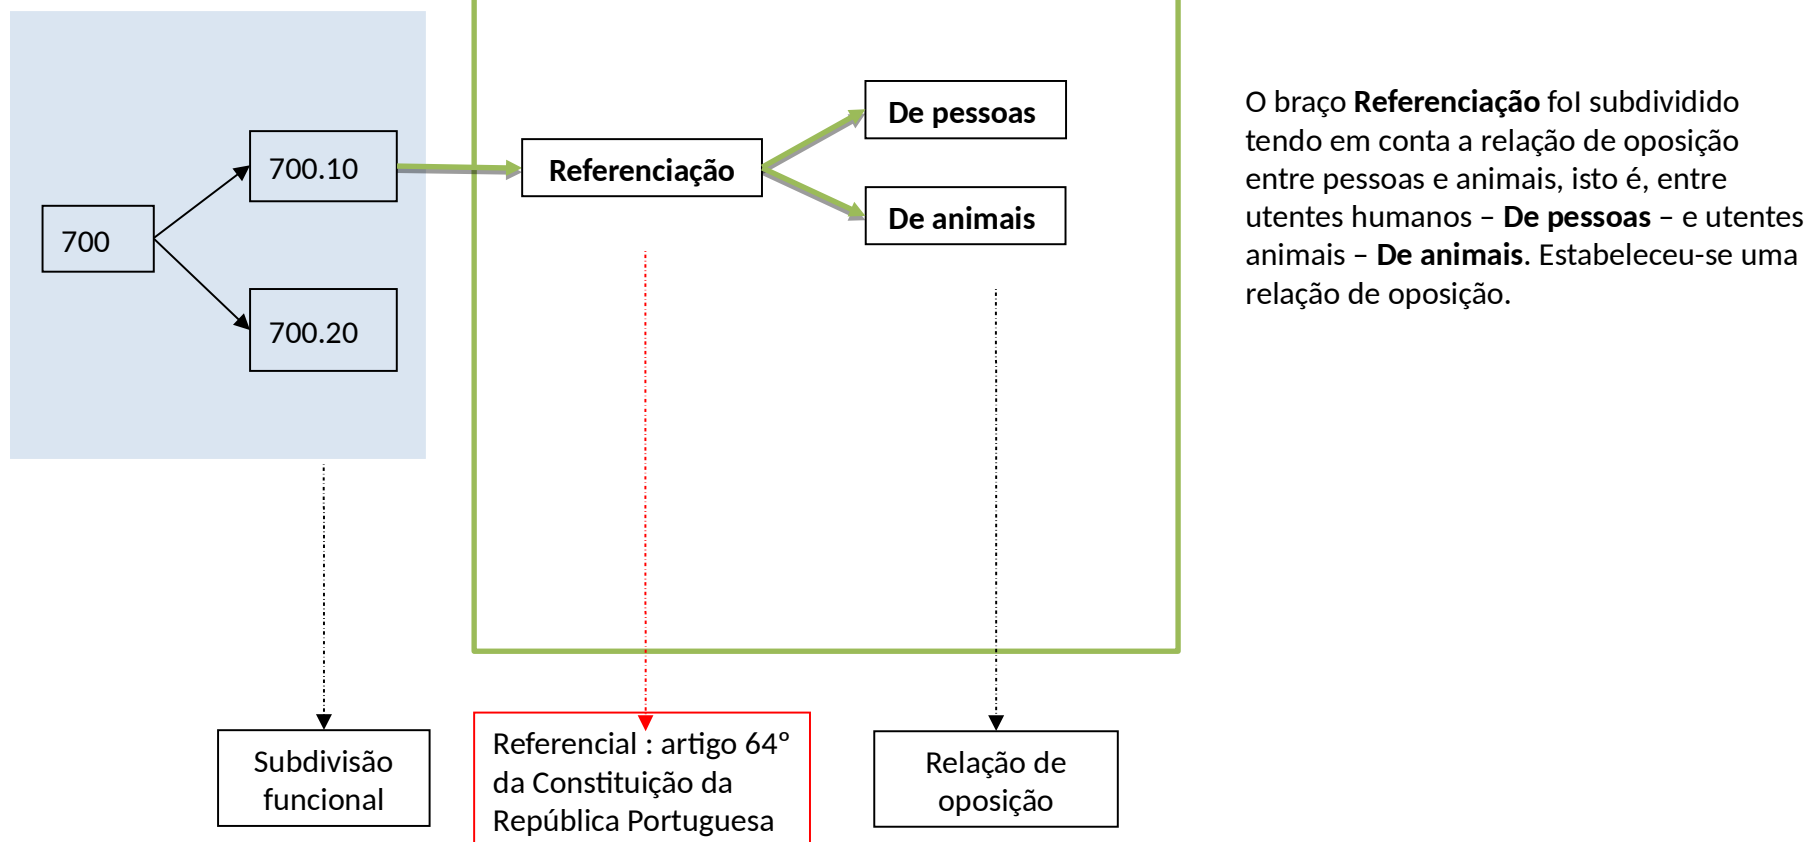 700
700.10
700.20
Referenciação
De pessoas
De animais
O braço Referenciação foI subdividido
tendo em conta a relação de oposição
entre pessoas e animais, isto é, entre
utentes humanos – De pessoas – e utentes
animais – De animais. Estabeleceu-se uma
relação de oposição.
Subdivisão
funcional
Referencial : artigo 64º
da Constituição da
República Portuguesa
Relação de
oposição